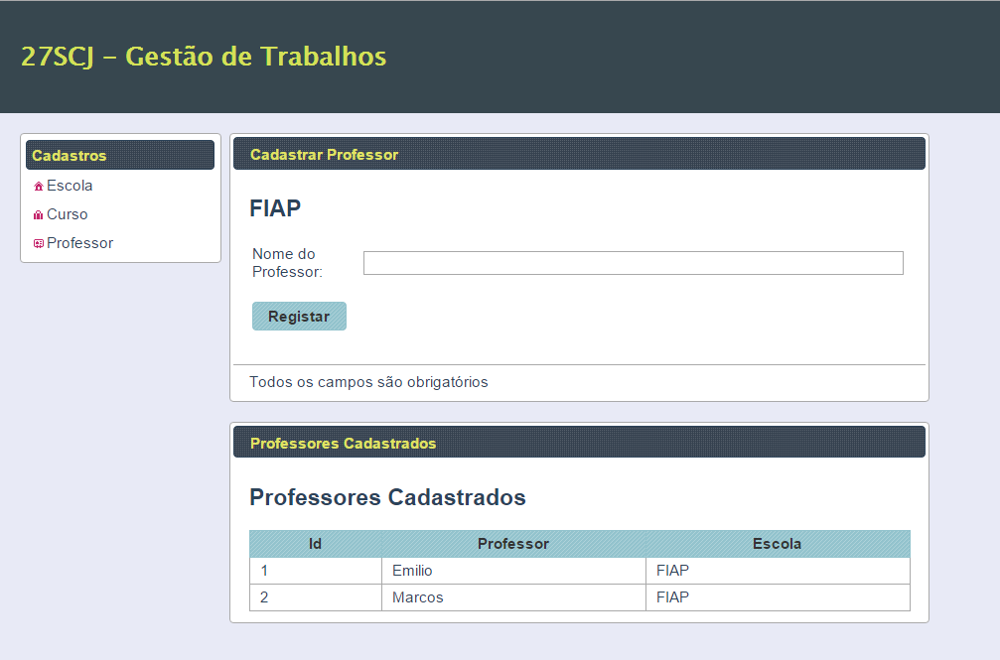 27SCJ – Gestão de Trabalhos
Cadastros
Escola
Curso
Professor
Cadastrar Professor
FIAP
Nome do
Professor:
Registar
Todos os campos são obrigatórios
Professores Cadastrados
Professores Cadastrados
Id Professor Escola
1 Emilio FIAP
2 Marcos FIAP